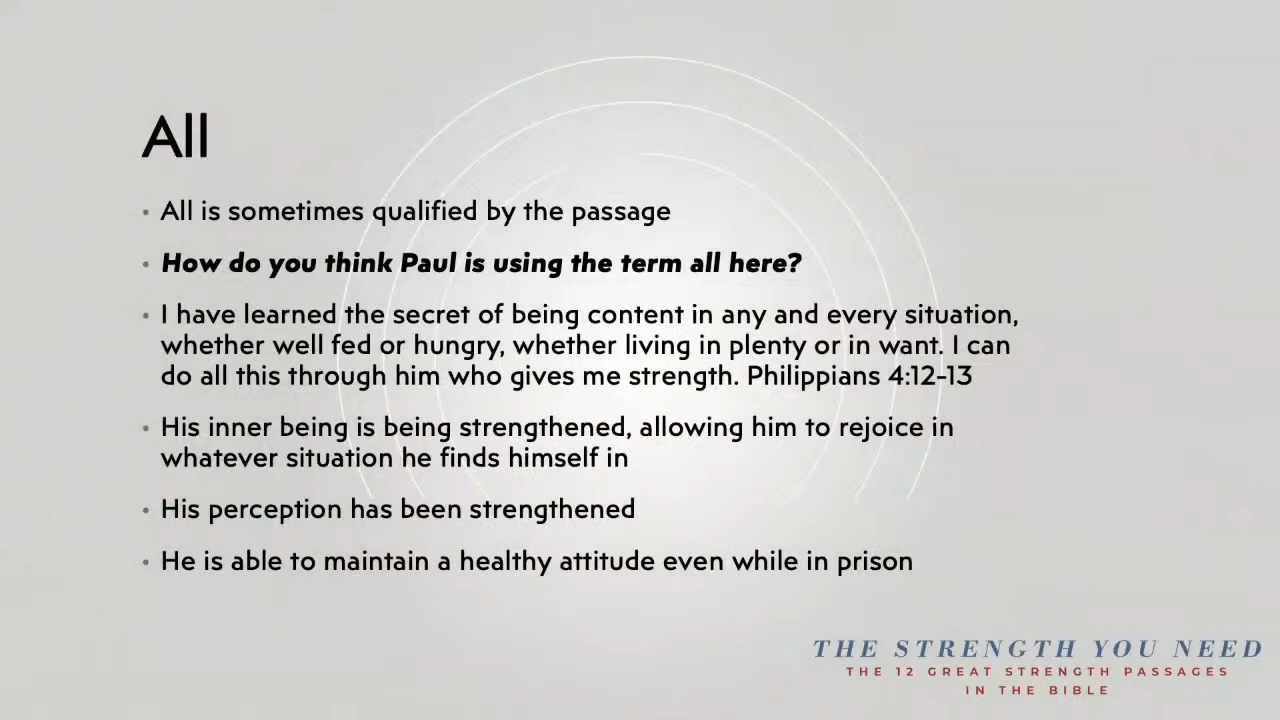 All
• All is sometimes qualified by the passage
• How do you think Paul is using the term all here?
• I have learned the secret of being content in any and every situation,
whether well fed or hungry, whether living in plenty or in want. I can
do all this through him who gives me strength. Philippians 4:12-13
• His inner being is being strengthened, allowing him to rejoice in
whatever situation he finds himself in
• His perception has been strengthened
• He is able to maintain a healthy attitude even while in prison
THE STRENGTH YOU NEED
THE 12 GREAT STRENGTH PASSAGES
IN THE BIBLE